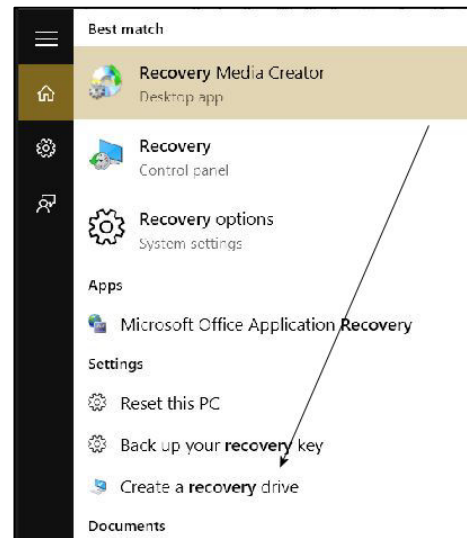 Best match
Recovery Media Creator
Desktop app
Recovery
Control panel
Recovery options
System settings
Apps
Microsoft Office Application Recovery
Settings
Reset this PC
Back up your recovery key
Create a recovery drive
Documents